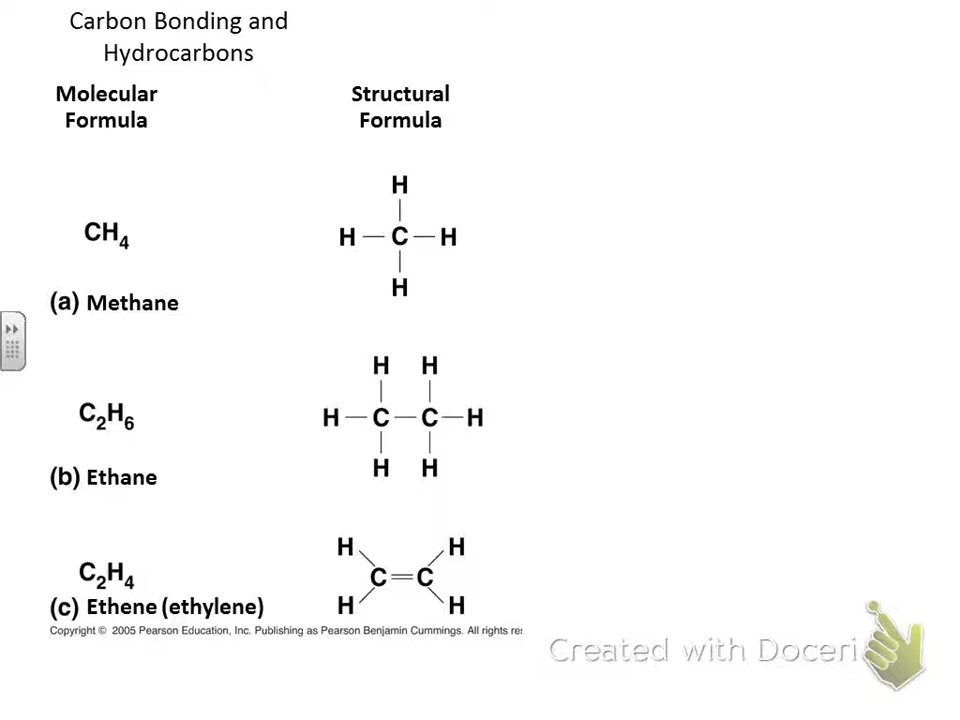 Carbon Bonding and
Hydrocarbons
Molecular
Formula
Structural
Formula
CH₄
H
H—C—H
H
(a) Methane
C₂H₆
H H
H—C—C—H
H H
(b) Ethane
C₂H₄
H H
C=C
H H
(c) Ethene (ethylene)
Copyright © 2005 Pearson Education, Inc. Publishing as Pearson Benjamin Cummings. All rights
Created with Doceri